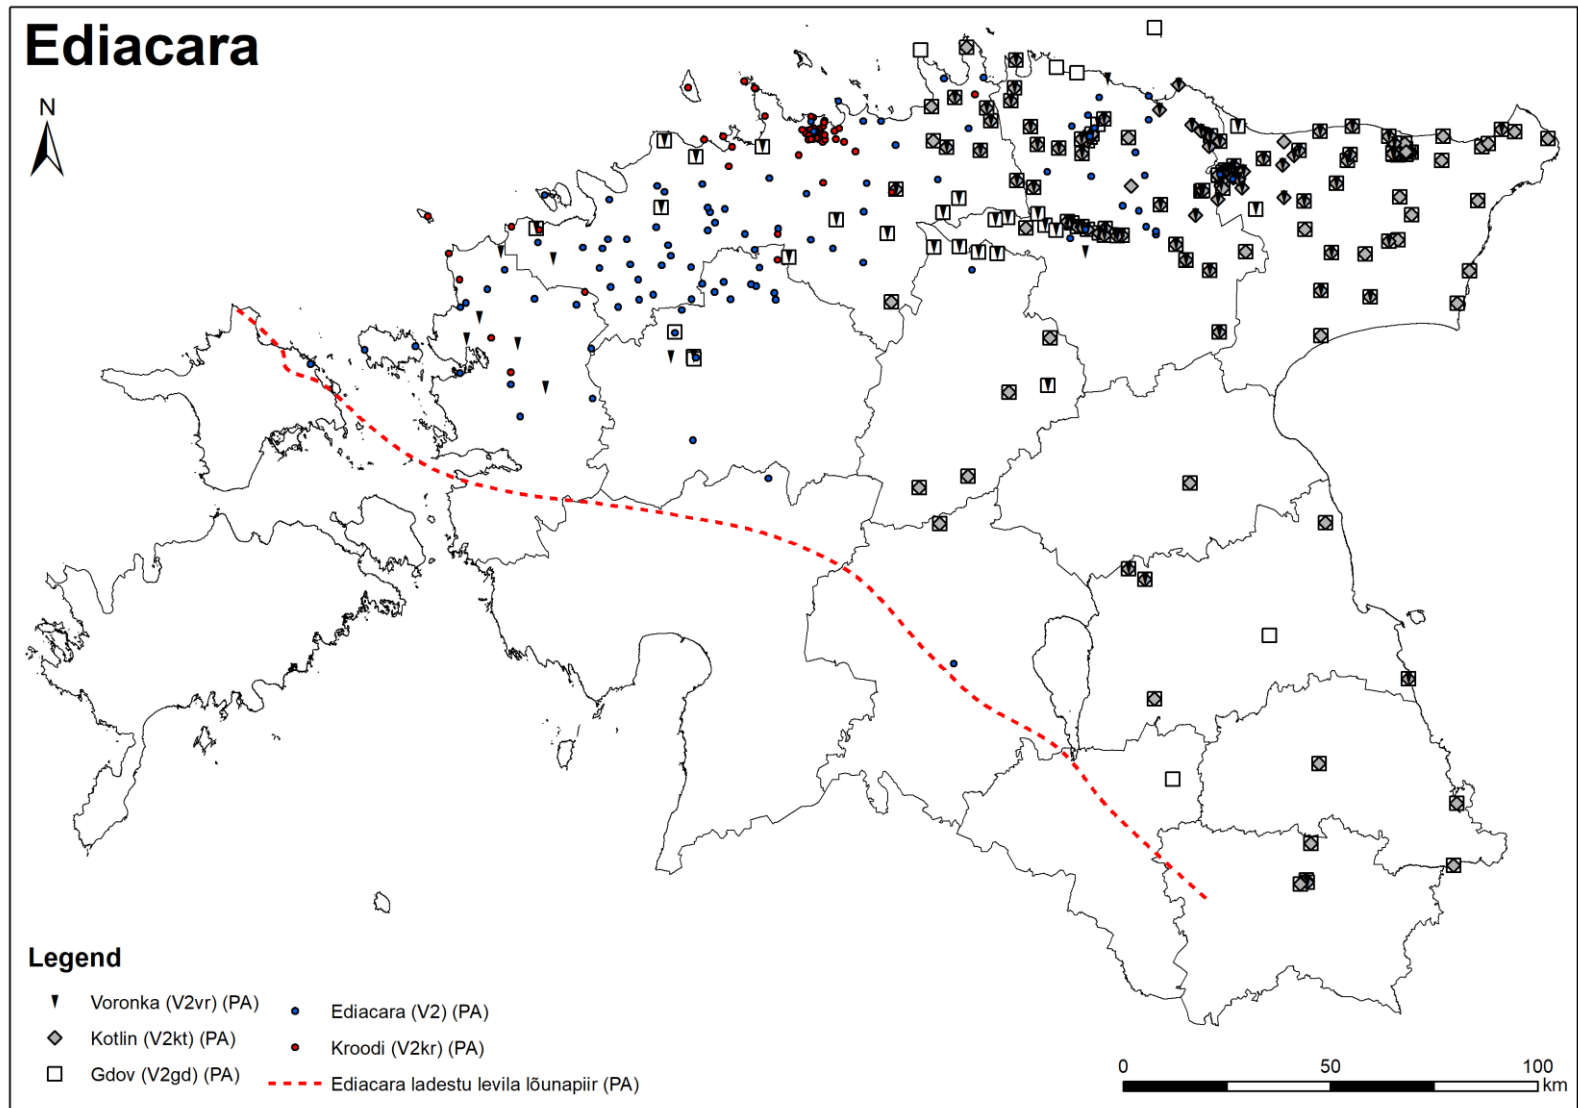 Ediacara
N
Legend
Voronka (V2vr) (PA)
Kotlin (V2kt) (PA)
Gdov (V2gd) (PA)
Ediacara (V2) (PA)
Kroodi (V2kr) (PA)
Ediacara ladestu levila lõunapiir (PA)
0 50 100
km